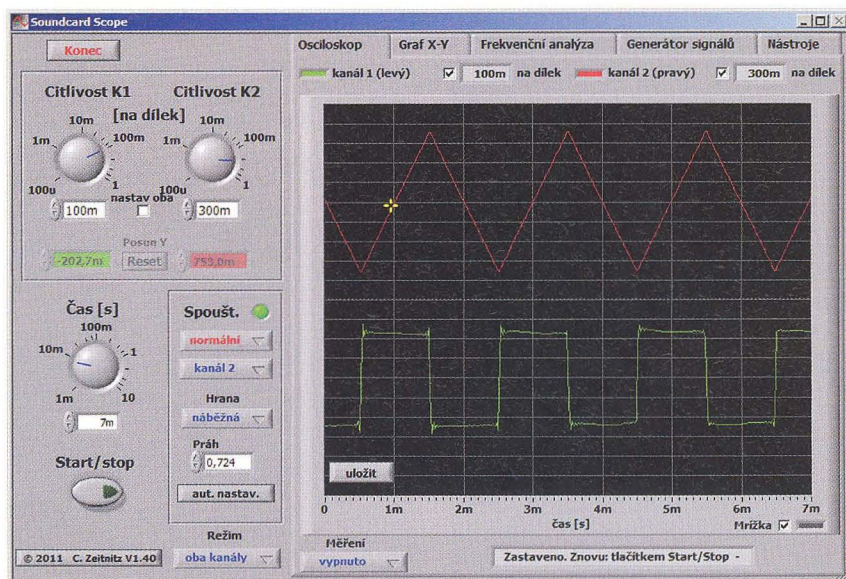 Soundcard Scope
Konec
Osciloskop Graf X-Y Frekvenční analýza Generátor signálů Nástroje
kanál 1 (levý) 100m na dílek kanál 2 (pravý) 300m na dílek
Citlivost K1 Citlivost K2
[na dílek]
10m 10m
1m 100m 1m 100m
100u 1 100u 1
nastav oba
100m 300m
Posun Y
-202,7m Reset 753,0m
Čas [s]
100m
10m 1
1m 10
7m
Start/stop
Spoušt.
normální
kanál 2
Hrana
náběžná
Práh
0,724
aut. nastav.
Režim
oba kanály
© 2011 C. Zeitnitz V1.40
uložit
0 1m 2m 3m 4m 5m 6m 7m
čas [s]
Mřížka
Měření
vypnuto
Zastaveno. Znovu: tlačítkem Start/Stop -